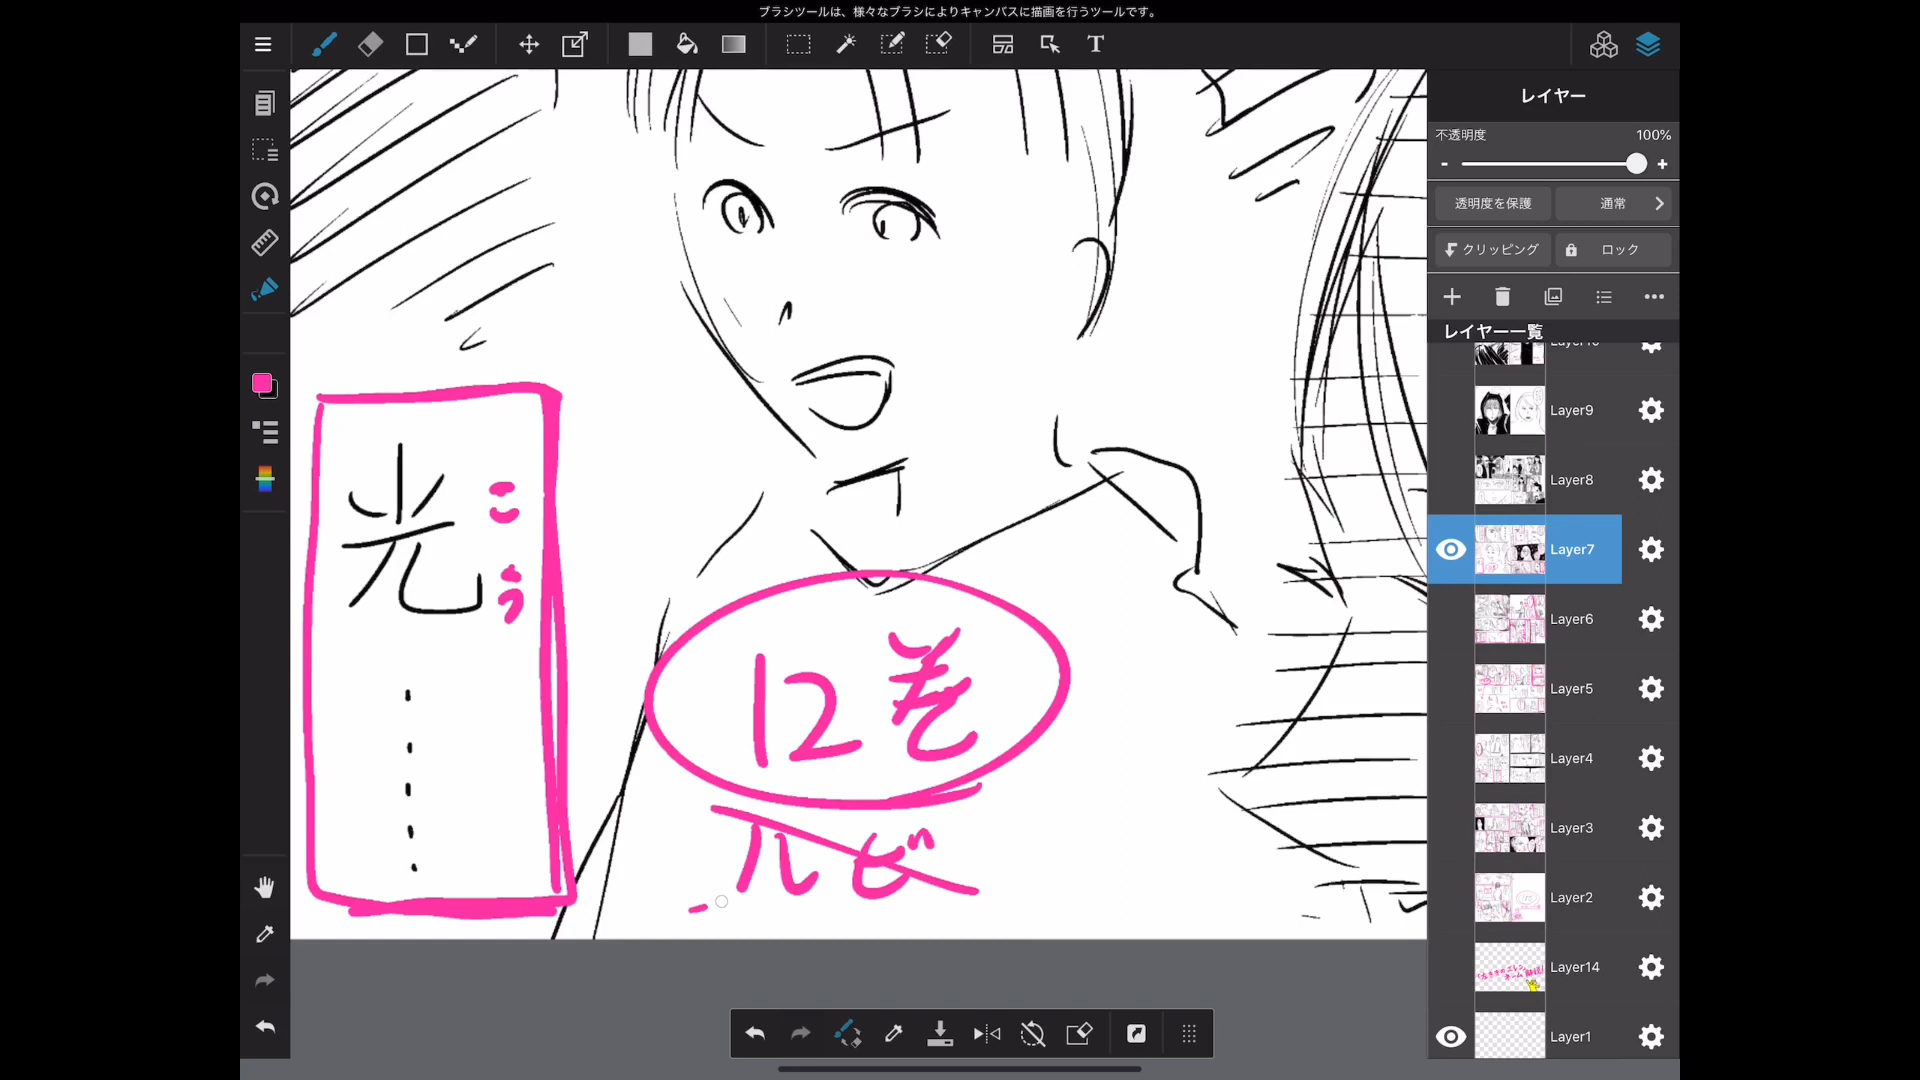 ブラシツールは、様々なブラシによりキャンバスに描画を行うツールです。
T
レイヤー
不透明度
100%
-
+
透明度を保護
通常
クリッピング
ロック
レイヤー一覧
Layer9
Layer8
Layer7
Layer6
Layer5
Layer4
Layer3
Layer2
Layer14
Layer1
光
こう
12巻
ルビ